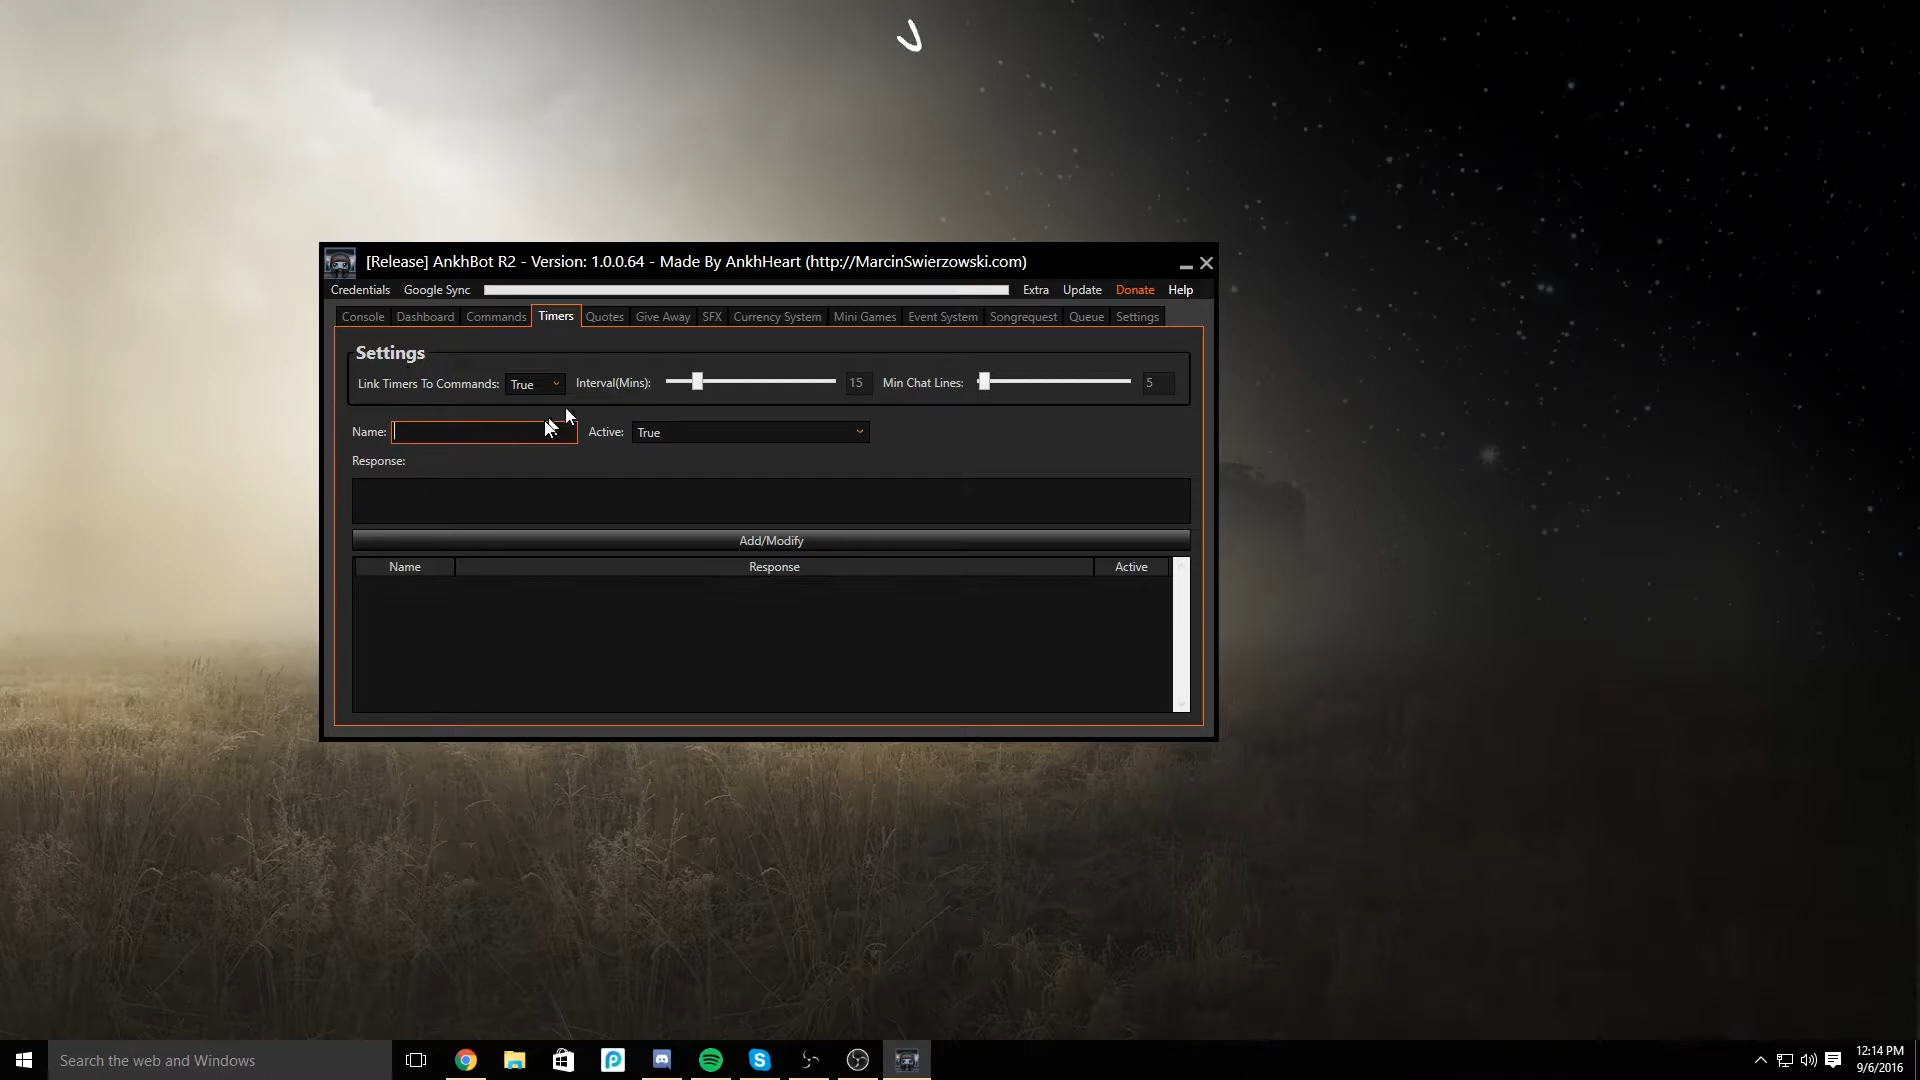 [Release] AnkhBot R2 - Version: 1.0.0.64 - Made By AnkhHeart (http://MarcinSwierzowski.com)
Credentials Google Sync Extra Update Donate Help
Console Dashboard Commands Timers Quotes Give Away SFX Currency System Mini Games Event System Songrequest Queue Settings
Settings
Link Timers To Commands: True Interval(Mins): 15 Min Chat Lines: 5
Name: Active: True
Response:
Add/Modify
Name Response Active
Search the web and Windows
12:14 PM
9/6/2016